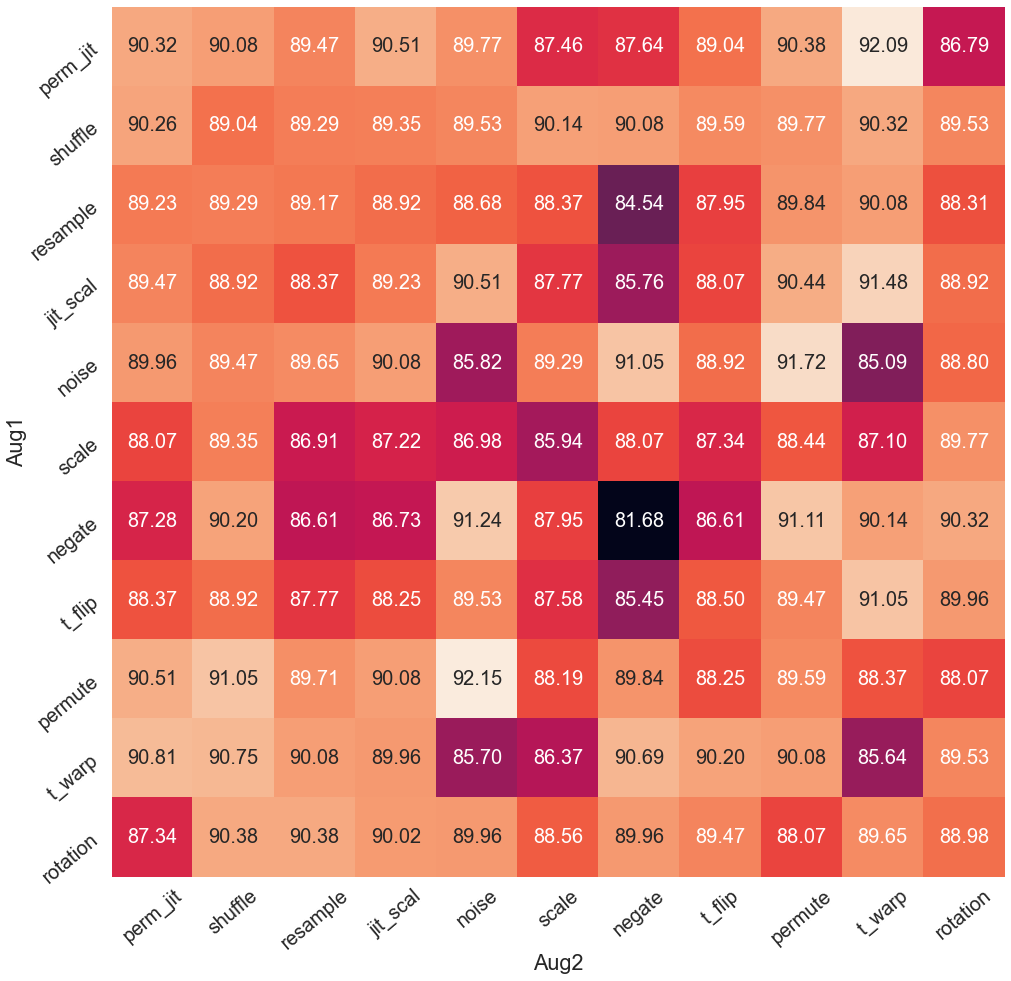 perm_jit 90.32 90.08 89.47 90.51 89.77 87.46 87.64 89.04 90.38 92.09 86.79
shuffle 90.26 89.04 89.29 89.35 89.53 90.14 90.08 89.59 89.77 90.32 89.53
resample 89.23 89.29 89.17 88.92 88.68 88.37 84.54 87.95 89.84 90.08 88.31
jit_scal 89.47 88.92 88.37 89.23 90.51 87.77 85.76 88.07 90.44 91.48 88.92
noise 89.96 89.47 89.65 90.08 85.82 89.29 91.05 88.92 91.72 85.09 88.80
Aug1
scale 88.07 89.35 86.91 87.22 86.98 85.94 88.07 87.34 88.44 87.10 89.77
negate 87.28 90.20 86.61 86.73 91.24 87.95 81.68 86.61 91.11 90.14 90.32
t_flip 88.37 88.92 87.77 88.25 89.53 87.58 85.45 88.50 89.47 91.05 89.96
permute 90.51 91.05 89.71 90.08 92.15 88.19 89.84 88.25 89.59 88.37 88.07
t_warp 90.81 90.75 90.08 89.96 85.70 86.37 90.69 90.20 90.08 85.64 89.53
rotation 87.34 90.38 90.38 90.02 89.96 88.56 89.96 89.47 88.07 89.65 88.98
perm_jit shuffle resample jit_scal noise scale negate t_flip permute t_warp rotation
Aug2